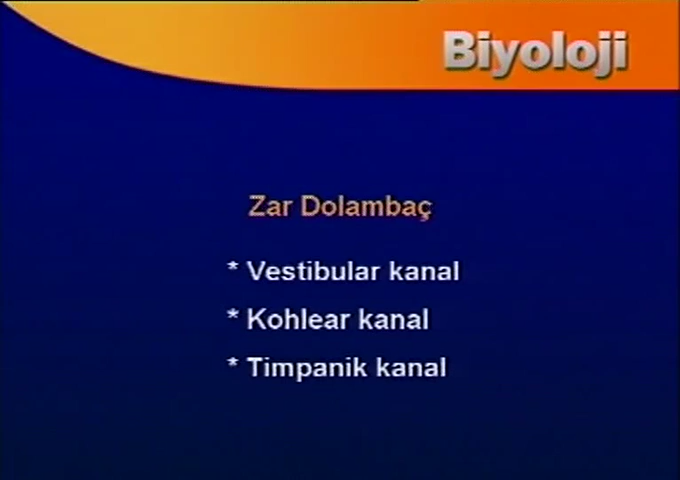 Biyoloji
Zar Dolambaç
* Vestibular kanal
* Kohlear kanal
* Timpanik kanal